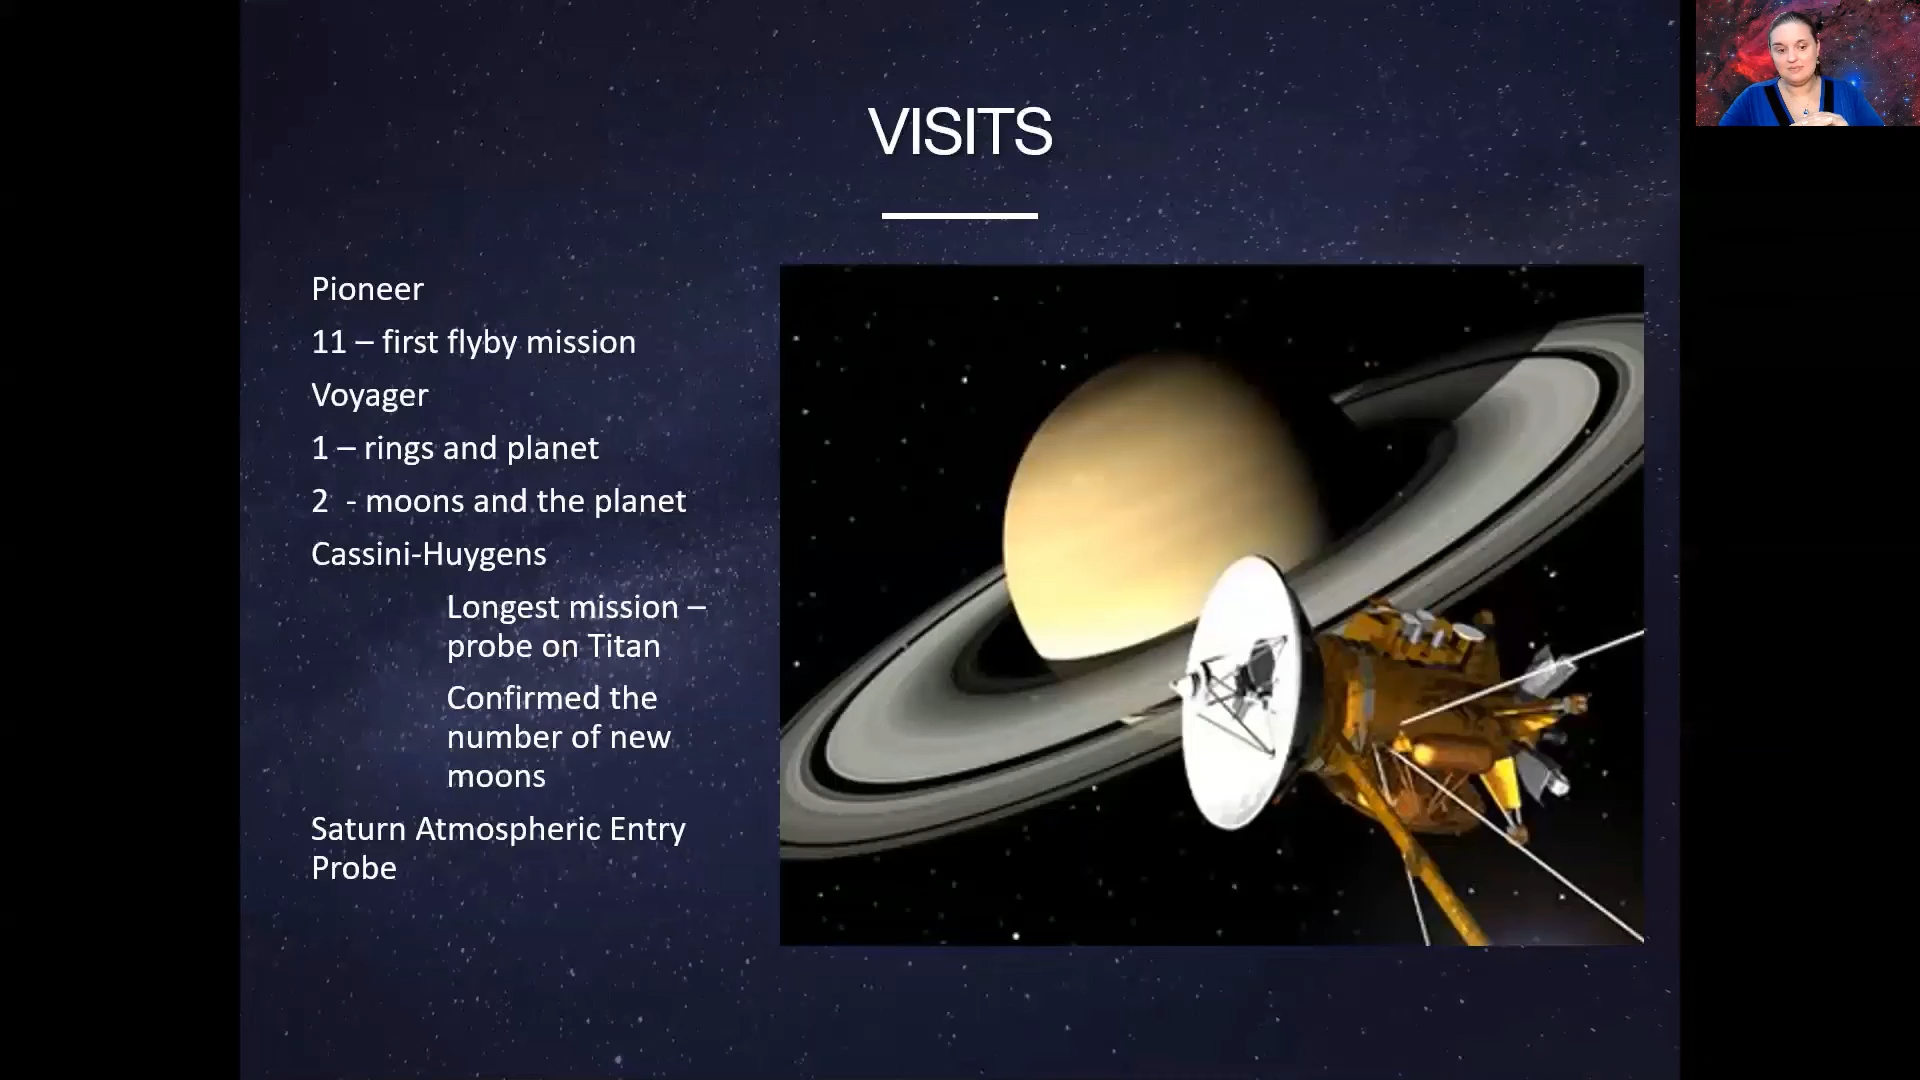 VISITS
Pioneer
11 – first flyby mission
Voyager
1 – rings and planet
2  - moons and the planet
Cassini-Huygens
Longest mission –
probe on Titan
Confirmed the
number of new
moons
Saturn Atmospheric Entry
Probe